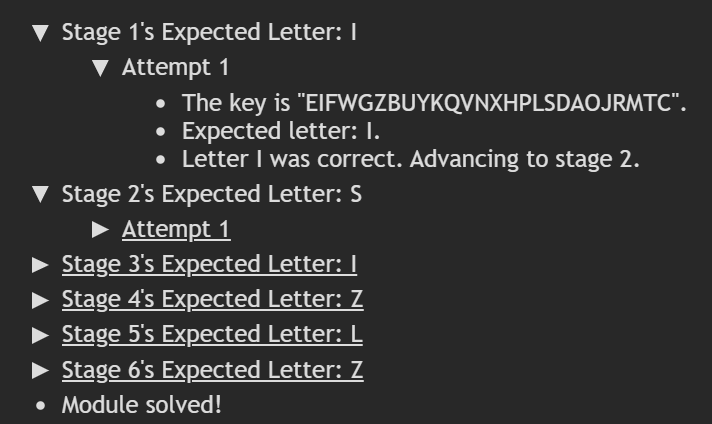 Stage 1's Expected Letter: I
Attempt 1
The key is "EIFWGZBUYKQVNXHPLSDAOJRMTC".
Expected letter: I.
Letter I was correct. Advancing to stage 2.
Stage 2's Expected Letter: S
Attempt 1
Stage 3's Expected Letter: I
Stage 4's Expected Letter: Z
Stage 5's Expected Letter: L
Stage 6's Expected Letter: Z
Module solved!